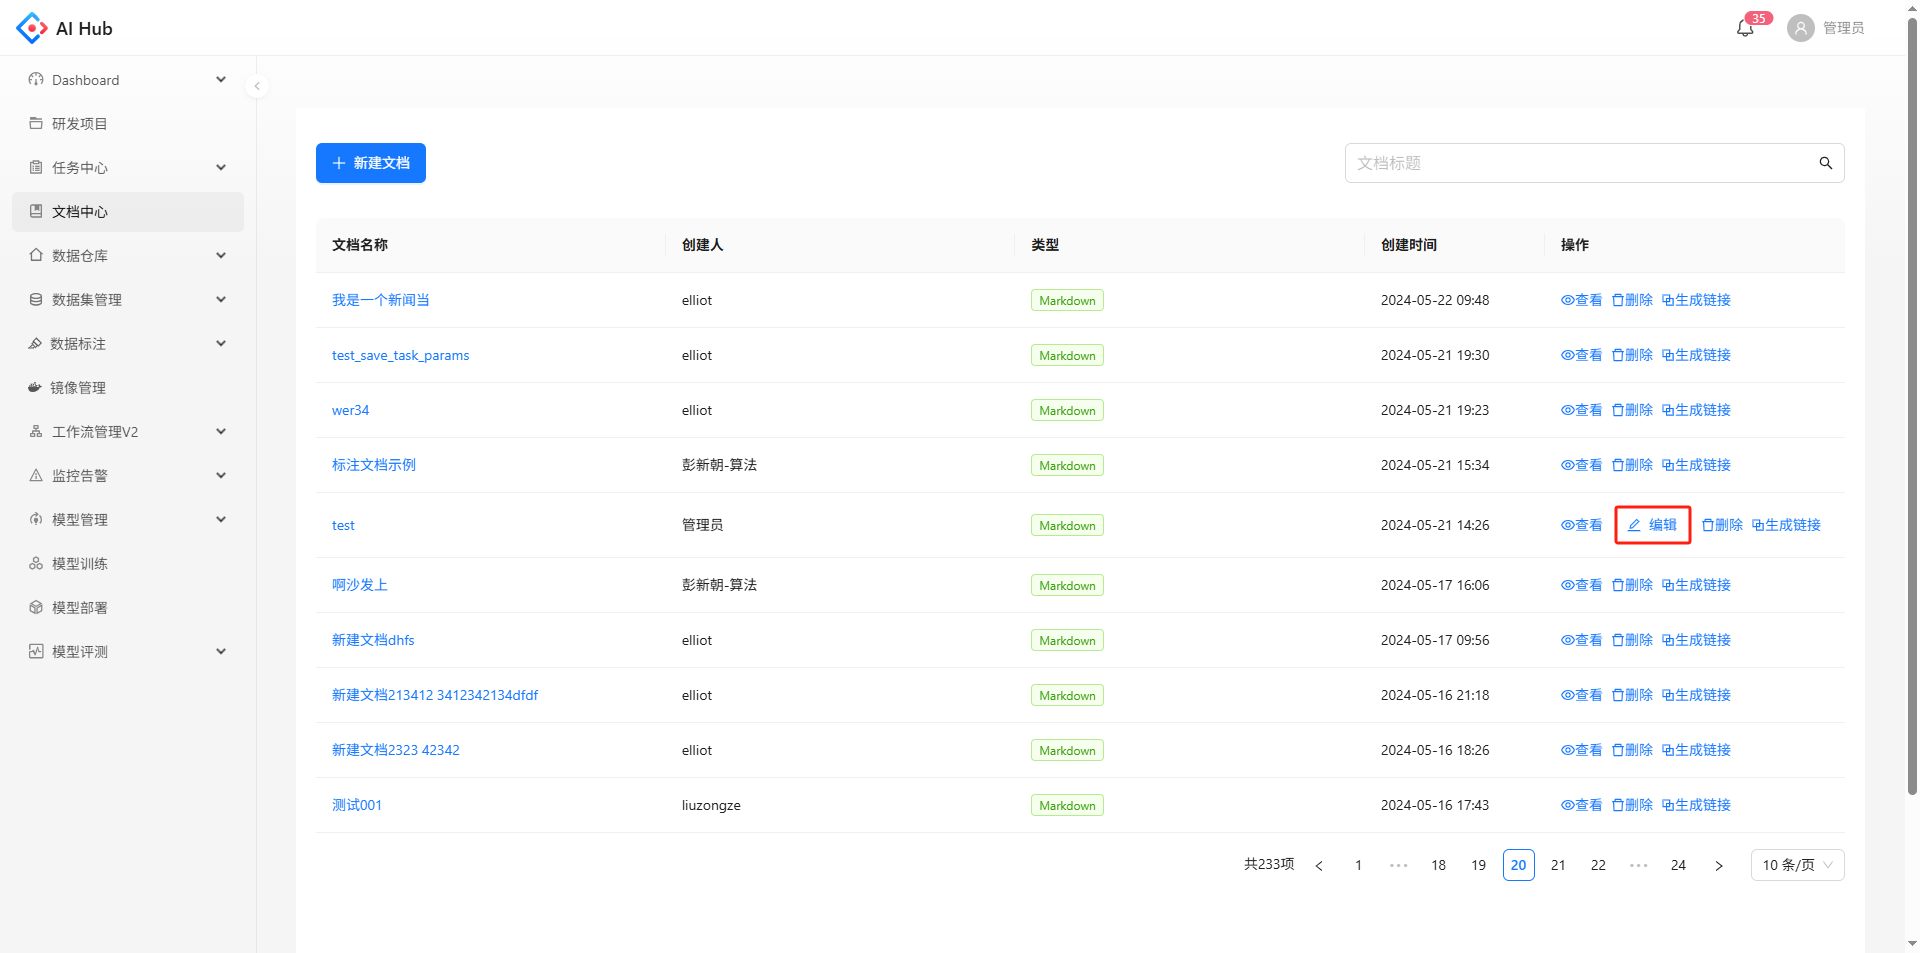 AI Hub
35
管理员
Dashboard
研发项目
任务中心
文档中心
数据仓库
数据集管理
数据标注
镜像管理
工作流管理V2
监控告警
模型管理
模型训练
模型部署
模型评测
新建文档
文档标题
文档名称 创建人 类型 创建时间 操作
我是一个新闻当 elliot Markdown 2024-05-22 09:48 查看 删除 生成链接
test_save_task_params elliot Markdown 2024-05-21 19:30 查看 删除 生成链接
wer34 elliot Markdown 2024-05-21 19:23 查看 删除 生成链接
标注文档示例 彭新朝-算法 Markdown 2024-05-21 15:34 查看 删除 生成链接
test 管理员 Markdown 2024-05-21 14:26 查看 编辑 删除 生成链接
啊沙发上 彭新朝-算法 Markdown 2024-05-17 16:06 查看 删除 生成链接
新建文档dhfs elliot Markdown 2024-05-17 09:56 查看 删除 生成链接
新建文档213412 3412342134dfdf elliot Markdown 2024-05-16 21:18 查看 删除 生成链接
新建文档2323 42342 elliot Markdown 2024-05-16 18:26 查看 删除 生成链接
测试001 liuzongze Markdown 2024-05-16 17:43 查看 删除 生成链接
共233项 < 1 ••• 18 19 20 21 22 ••• 24 > 10 条/页